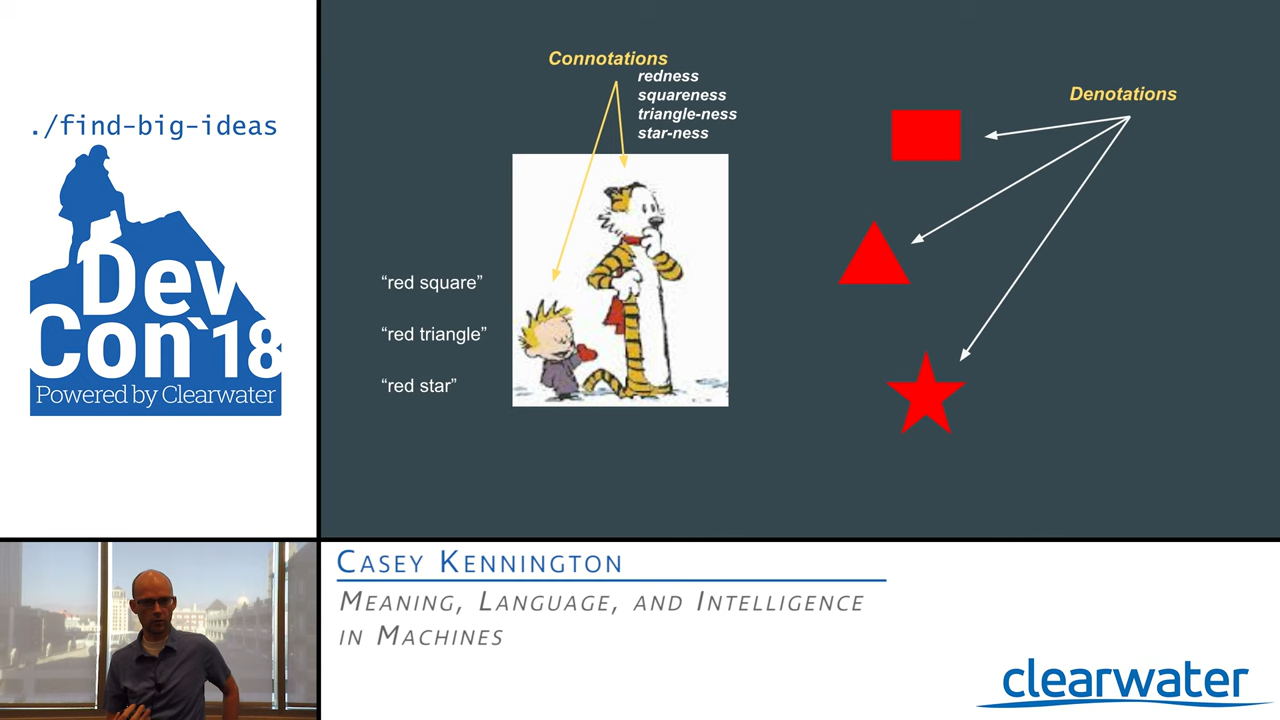 ./find-big-ideas
Dev
Con`18
Powered by Clearwater
Connotations
redness
squareness
triangle-ness
star-ness
Denotations
“red square”
“red triangle”
“red star”
Casey Kennington
Meaning, Language, and Intelligence
in Machines
clearwater